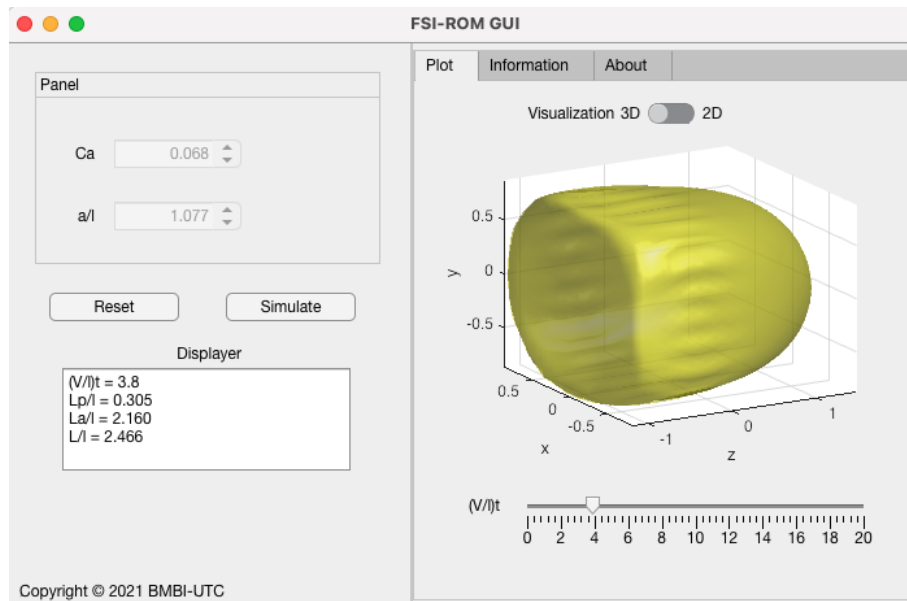 FSI-ROM GUI
Panel
Ca 0.068
a/l 1.077
Reset Simulate
Displayer
(V/l)t = 3.8
Lp/l = 0.305
La/l = 2.160
L/l = 2.466
Copyright © 2021 BMBI-UTC
Plot Information About
Visualization 3D 2D
0.5
0
-0.5
y
0.5
0
-0.5
x
-1
0
1
z
(V/l)t
0 2 4 6 8 10 12 14 16 18 20